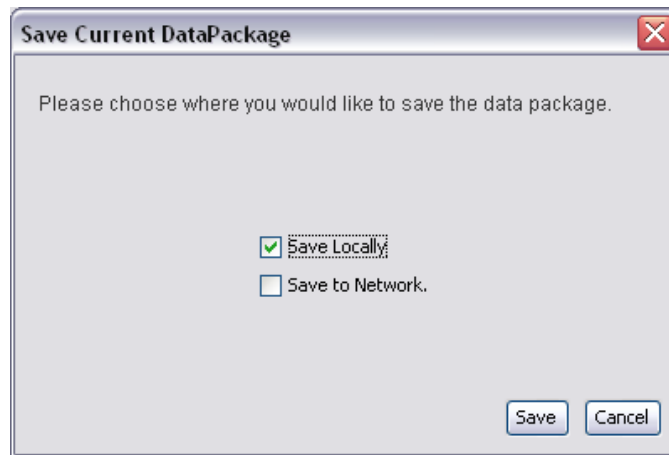 Save Current DataPackage
Please choose where you would like to save the data package.
Save Locally
Save to Network.
Save
Cancel